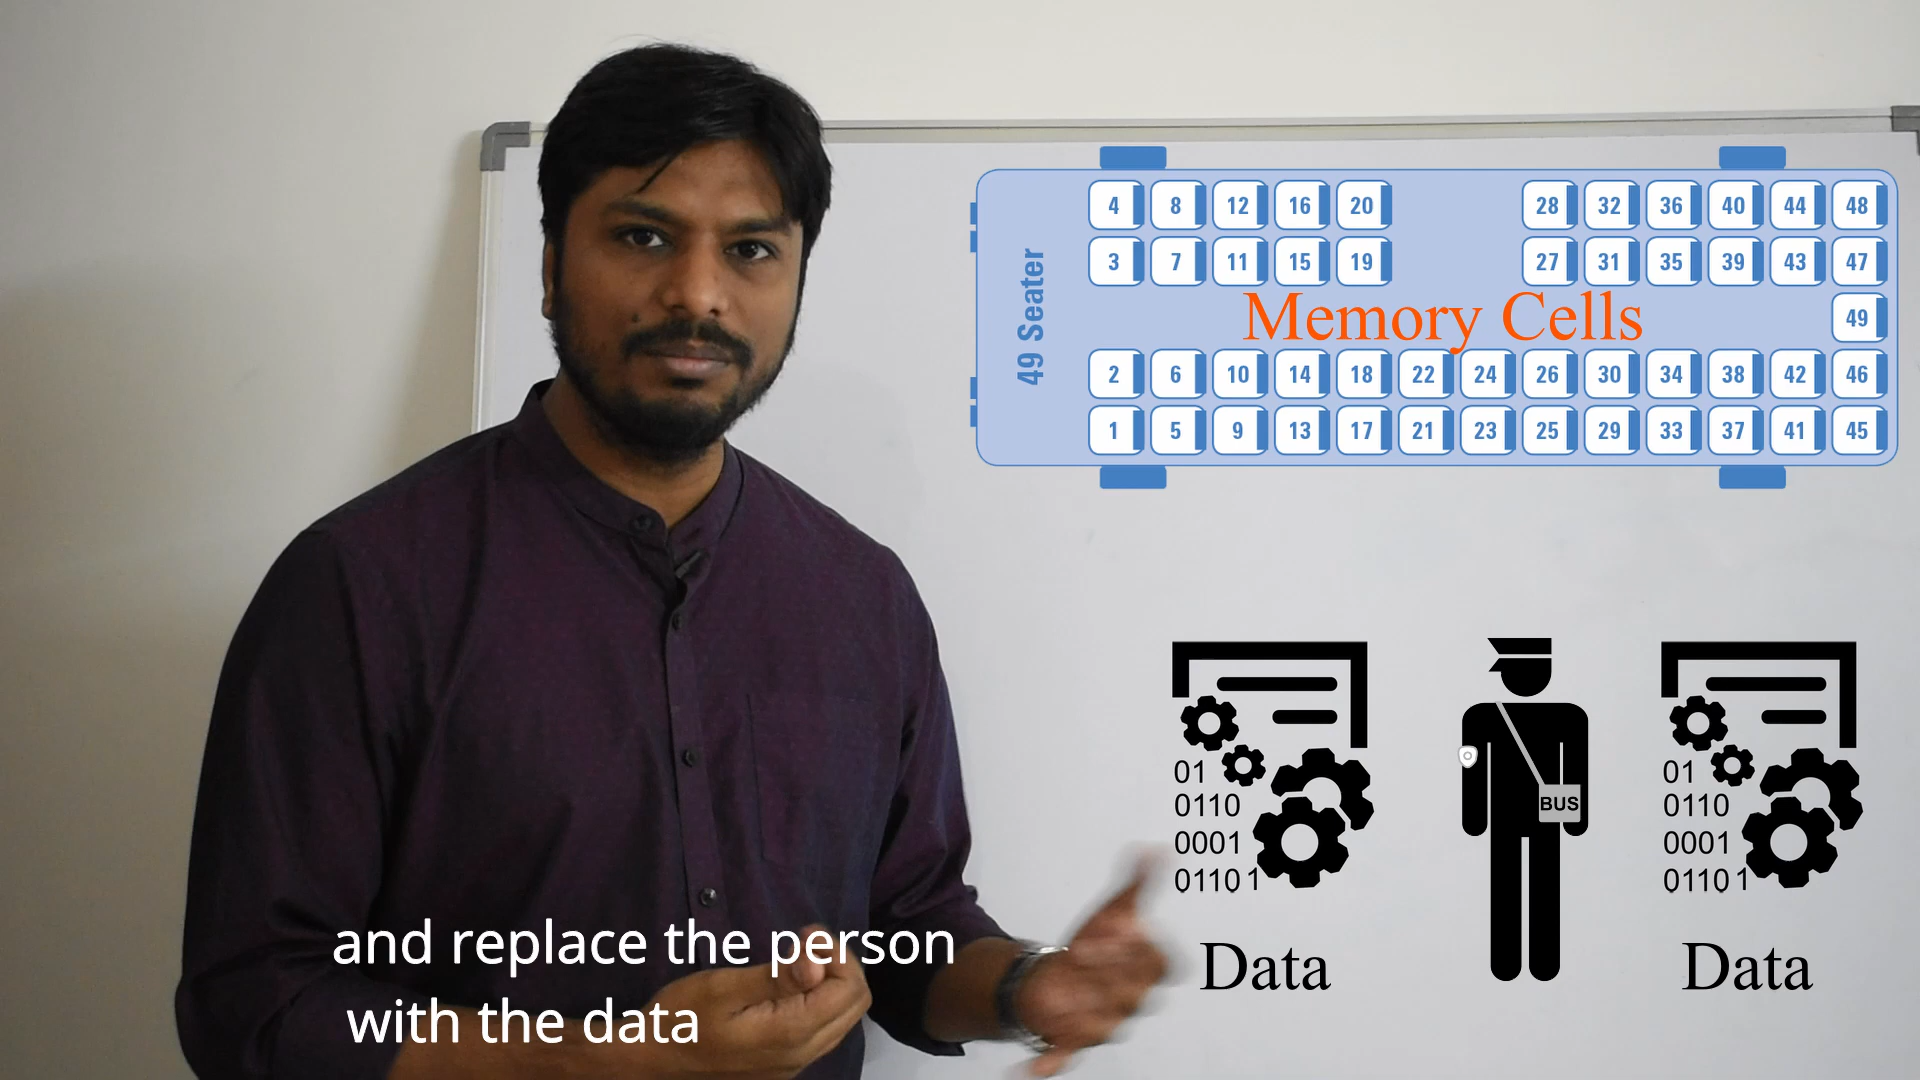 4 8 12 16 20 28 32 36 40 44 48
3 7 11 15 19 27 31 35 39 43 47
49 Seater
Memory Cells
49
2 6 10 14 18 22 24 26 30 34 38 42 46
1 5 9 13 17 21 23 25 29 33 37 41 45
01
0110
0001
01101
Data
BUS
01
0110
0001
01101
Data
and replace the person
with the data